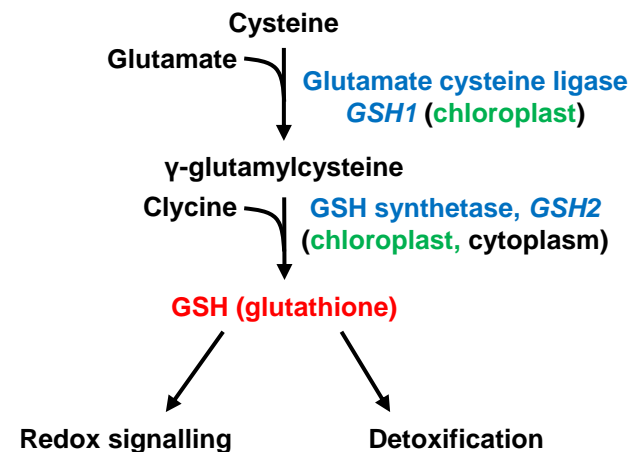 Cysteine
Glutamate
Glutamate cysteine ligase
GSH1 (chloroplast)
γ-glutamylcysteine
Clycine
GSH synthetase, GSH2
(chloroplast, cytoplasm)
GSH (glutathione)
Redox signalling
Detoxification